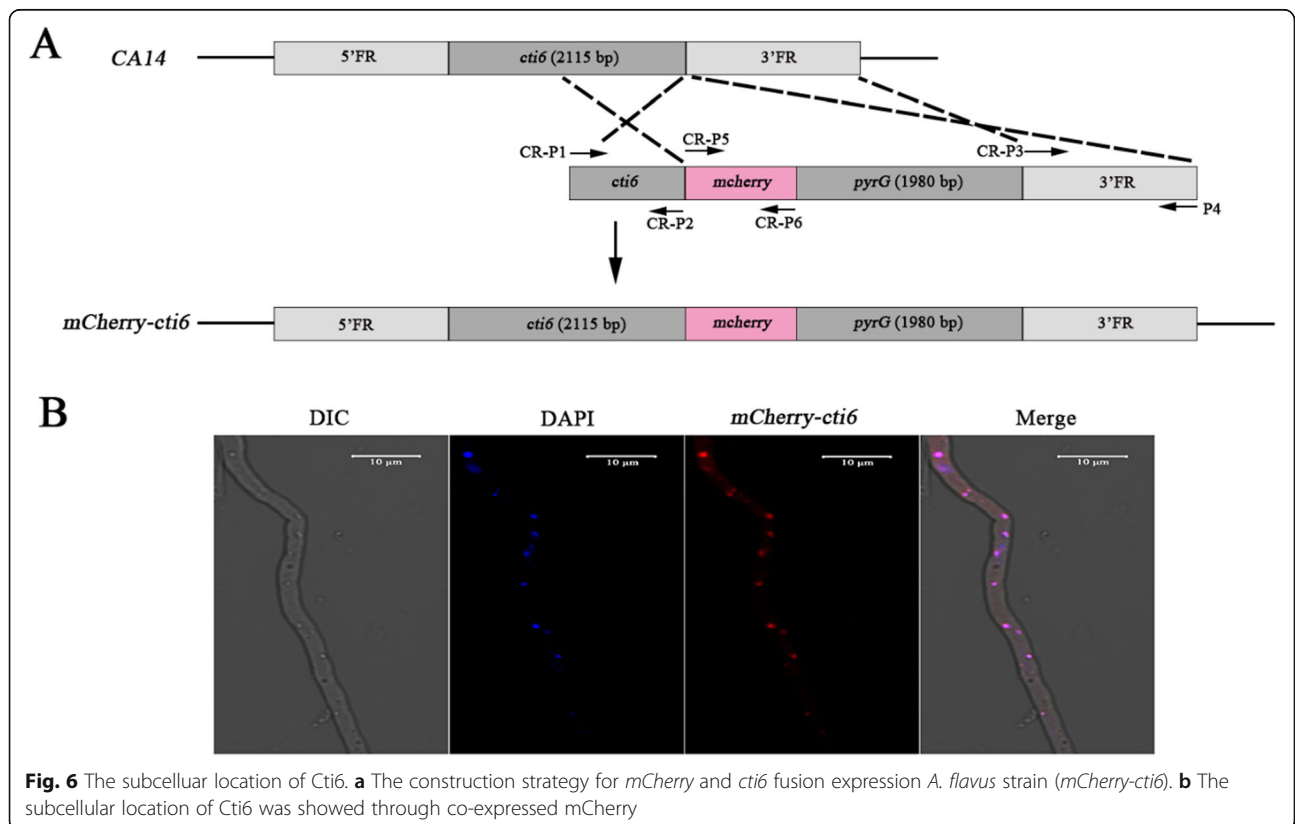 A
CA14
5'FR
cti6 (2115 bp)
3'FR
CR-P1
CR-P5
CR-P3
cti6
mcherry
pyrG (1980 bp)
3'FR
CR-P2
CR-P6
P4
mCherry-cti6
5'FR
cti6 (2115 bp)
mcherry
pyrG (1980 bp)
3'FR
B
DIC
DAPI
mCherry-cti6
Merge
10 μm
10 μm
10 μm
10 μm
Fig. 6 The subcelluar location of Cti6. a The construction strategy for mCherry and cti6 fusion expression A. flavus strain (mCherry-cti6). b The
subcellular location of Cti6 was showed through co-expressed mCherry